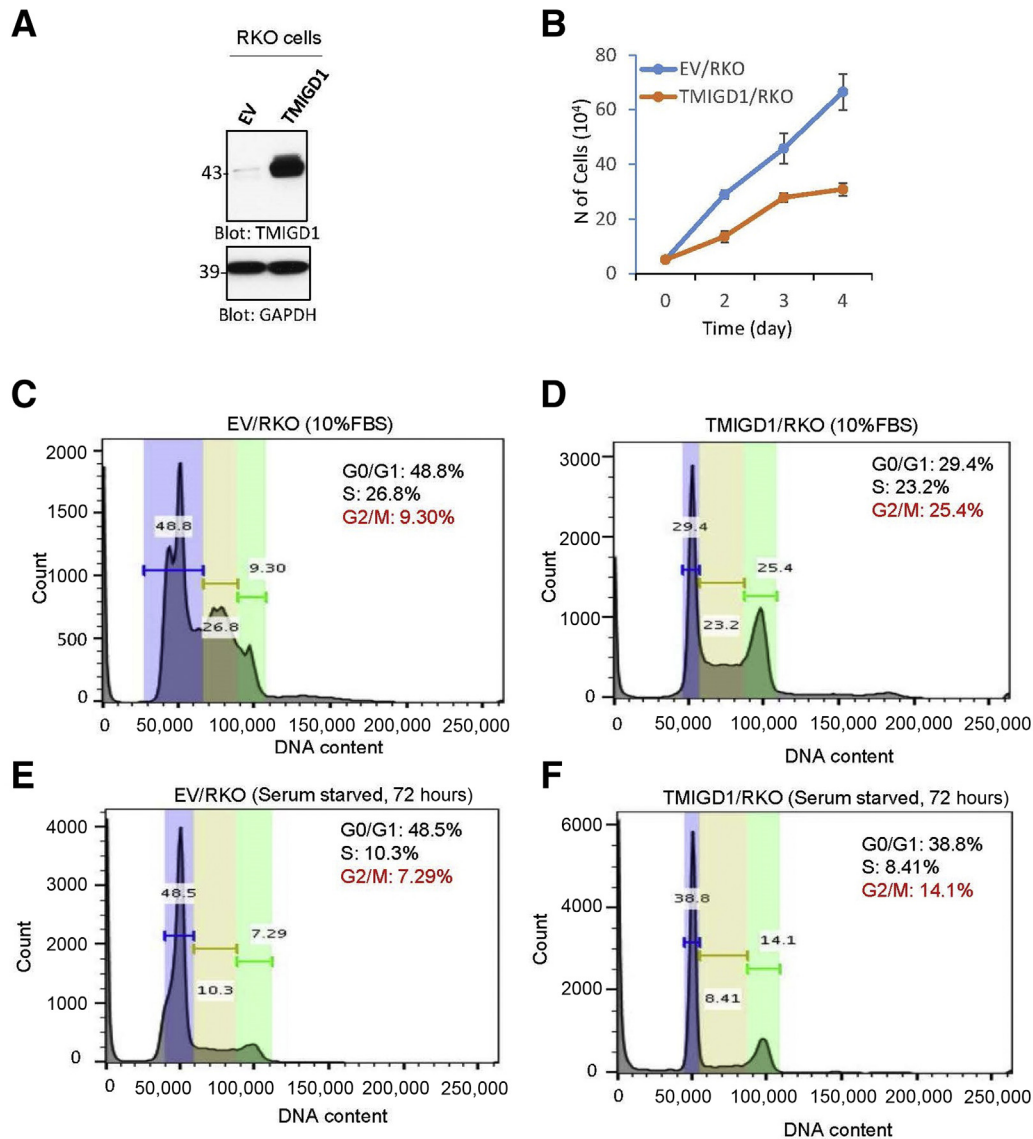 A
RKO cells
EV
TMIGD1
43-
Blot: TMIGD1
39-
Blot: GAPDH
B
80
60
40
20
0
N of Cells (10⁴)
EV/RKO
TMIGD1/RKO
0 2 3 4
Time (day)
C
EV/RKO (10%FBS)
2000
1500
1000
500
0
Count
G0/G1: 48.8%
S: 26.8%
G2/M: 9.30%
48.8
9.30
26.8
0 50,000 100,000 150,000 200,000 250,000
DNA content
D
TMIGD1/RKO (10%FBS)
3000
2000
1000
0
Count
G0/G1: 29.4%
S: 23.2%
G2/M: 25.4%
29.4
25.4
23.2
0 50,000 100,000 150,000 200,000 250,000
DNA content
E
EV/RKO (Serum starved, 72 hours)
4000
3000
2000
1000
0
Count
G0/G1: 48.5%
S: 10.3%
G2/M: 7.29%
48.5
7.29
10.3
0 50,000 100,000 150,000 200,000 250,000
DNA content
F
TMIGD1/RKO (Serum starved, 72 hours)
6000
4000
2000
0
Count
G0/G1: 38.8%
S: 8.41%
G2/M: 14.1%
38.8
14.1
8.41
0 50,000 100,000 150,000 200,000 250,000
DNA content